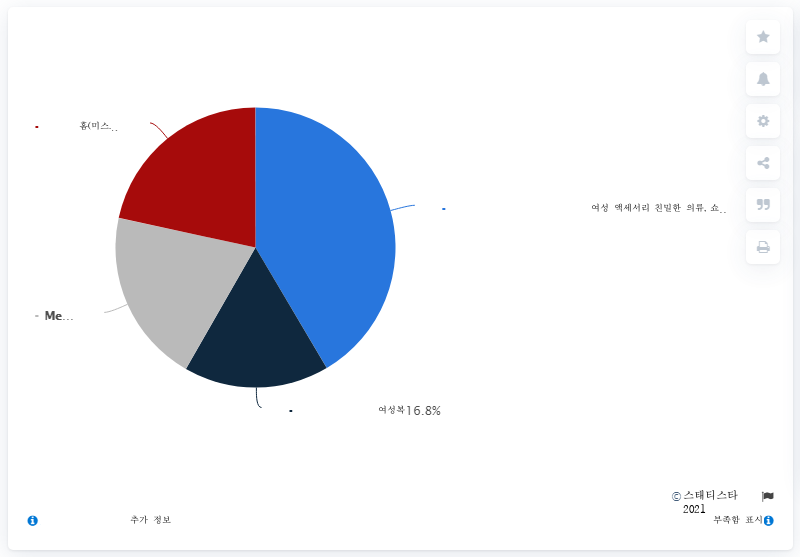 홈(미스..
여성 액세서리 친밀한 의류, 쇼..
Me...
여성복16.8%
© 스태티스타
2021
추가 정보
부족함 표시